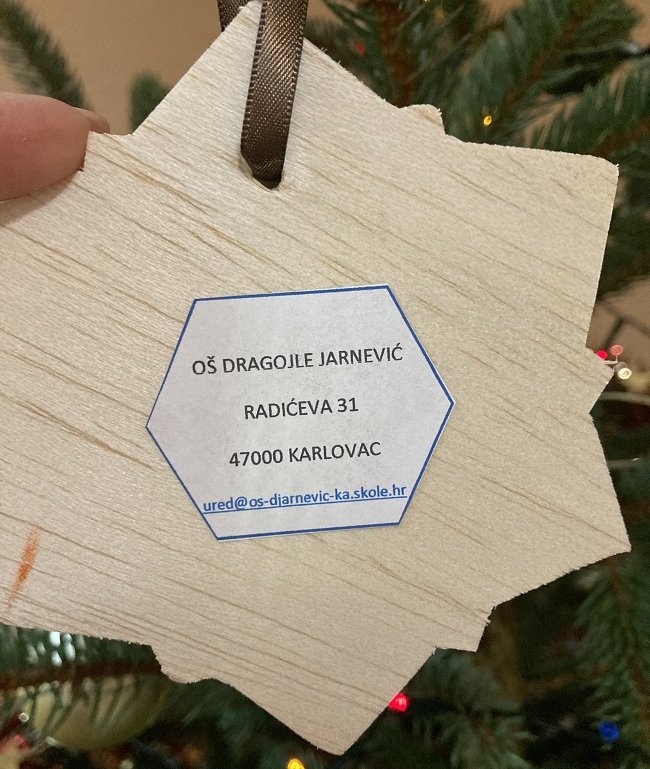 OŠ DRAGOJLE JARNEVIĆ
RADIĆEVA 31
47000 KARLOVAC
ured@os-djarnevic-ka.skole.hr